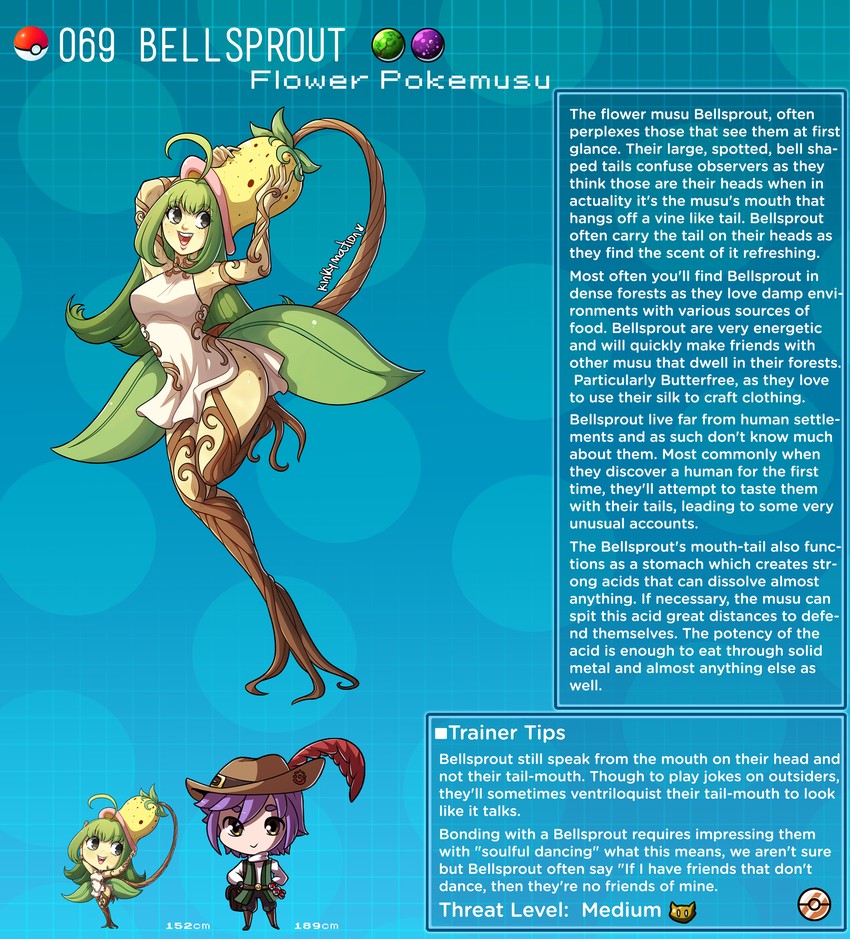 069 BELLSPROUT
Flower Pokemusu
The flower musu Bellsprout, often
perplexes those that see them at first
glance. Their large, spotted, bell sha-
ped tails confuse observers as they
think those are their heads when in
actuality it's the musu's mouth that
hangs off a vine like tail. Bellsprout
often carry the tail on their heads as
they find the scent of it refreshing.
Most often you'll find Bellsprout in
dense forests as they love damp envi-
ronments with various sources of
food. Bellsprout are very energetic
and will quickly make friends with
other musu that dwell in their forests.
Particularly Butterfree, as they love
to use their silk to craft clothing.
Bellsprout live far from human settle-
ments and as such don't know much
about them. Most commonly when
they discover a human for the first
time, they'll attempt to taste them
with their tails, leading to some very
unusual accounts.
The Bellsprout's mouth-tail also func-
tions as a stomach which creates str-
ong acids that can dissolve almost
anything. If necessary, the musu can
spit this acid great distances to defe-
nd themselves. The potency of the
acid is enough to eat through solid
metal and almost anything else as
well.
kinkymation
■Trainer Tips
Bellsprout still speak from the mouth on their head and
not their tail-mouth. Though to play jokes on outsiders,
they'll sometimes ventriloquist their tail-mouth to look
like it talks.
Bonding with a Bellsprout requires impressing them
with "soulful dancing" what this means, we aren't sure
but Bellsprout often say "If I have friends that don't
dance, then they're no friends of mine.
Threat Level: Medium
152cm
189cm